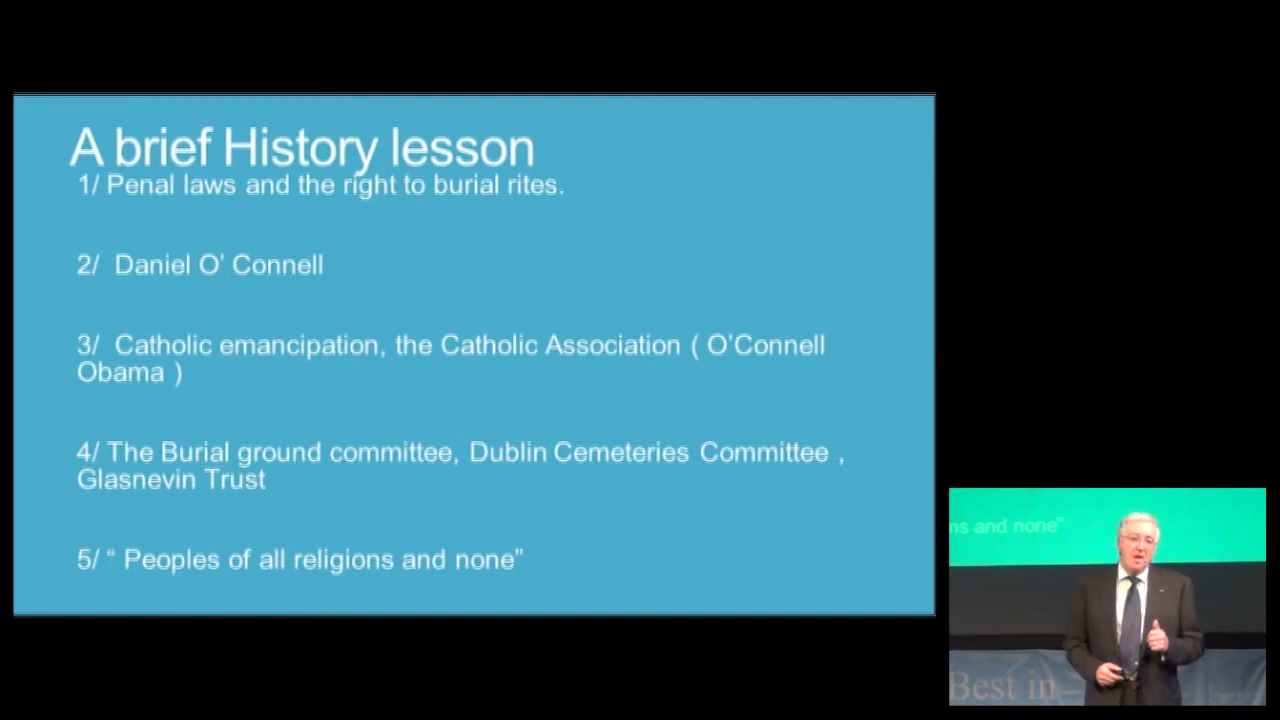 A brief History lesson
1/ Penal laws and the right to burial rites.
2/ Daniel O' Connell
3/ Catholic emancipation, the Catholic Association ( O'Connell
Obama )
4/ The Burial ground committee, Dublin Cemeteries Committee ,
Glasnevin Trust
5/ “ Peoples of all religions and none”
ns and none”
Best in